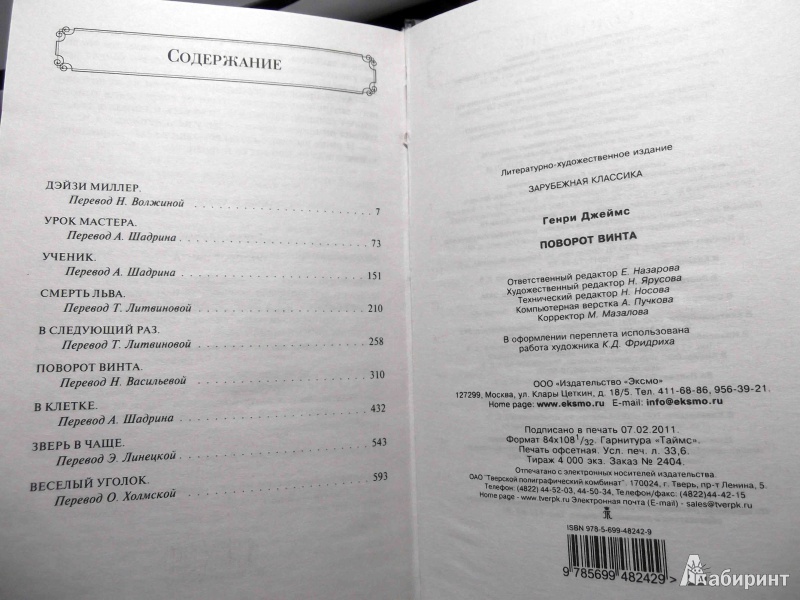 СОДЕРЖАНИЕ
ДЭЙЗИ МИЛЛЕР.
Перевод Н. Волжиной . . . . . . . . . . . . . . . . 7
УРОК МАСТЕРА.
Перевод А. Шадрина . . . . . . . . . . . . . . . . 73
УЧЕНИК.
Перевод А. Шадрина . . . . . . . . . . . . . . . . 151
СМЕРТЬ ЛЬВА.
Перевод Т. Литвиновой . . . . . . . . . . . . . . . . 210
В СЛЕДУЮЩИЙ РАЗ.
Перевод Т. Литвиновой . . . . . . . . . . . . . . . . 258
ПОВОРОТ ВИНТА.
Перевод Н. Васильевой . . . . . . . . . . . . . . . . 310
В КЛЕТКЕ.
Перевод А. Шадрина . . . . . . . . . . . . . . . . 432
ЗВЕРЬ В ЧАЩЕ.
Перевод Э. Линецкой . . . . . . . . . . . . . . . . 543
ВЕСЕЛЫЙ УГОЛОК.
Перевод О. Холмской . . . . . . . . . . . . . . . . 593
Литературно-художественное издание
ЗАРУБЕЖНАЯ КЛАССИКА
Генри Джеймс
ПОВОРОТ ВИНТА
Ответственный редактор Е. Назарова
Художественный редактор Н. Ярусова
Технический редактор Н. Носова
Компьютерная верстка А. Пучкова
Корректор М. Мазалова
В оформлении переплета использована
работа художника К.Д. Фридриха
ООО «Издательство «Эксмо»
127299, Москва, ул. Клары Цеткин, д. 18/5. Тел. 411-68-86, 956-39-21.
Home page: www.eksmo.ru E-mail: info@eksmo.ru
Подписано в печать 07.02.2011.
Формат 84x108 1/32. Гарнитура «Таймс».
Печать офсетная. Усл. печ. л. 33,6.
Тираж 4 000 экз. Заказ № 2404.
Отпечатано с электронных носителей издательства.
ОАО "Тверской полиграфический комбинат". 170024, г. Тверь, пр-т Ленина, 5.
Телефон: (4822) 44-52-03, 44-50-34, Телефон/факс: (4822)44-42-15
Home page - www.tverpk.ru Электронная почта (E-mail) - sales@tverpk.ru
ISBN 978-5-699-48242-9
9 785699 482429 >
Лабиринт